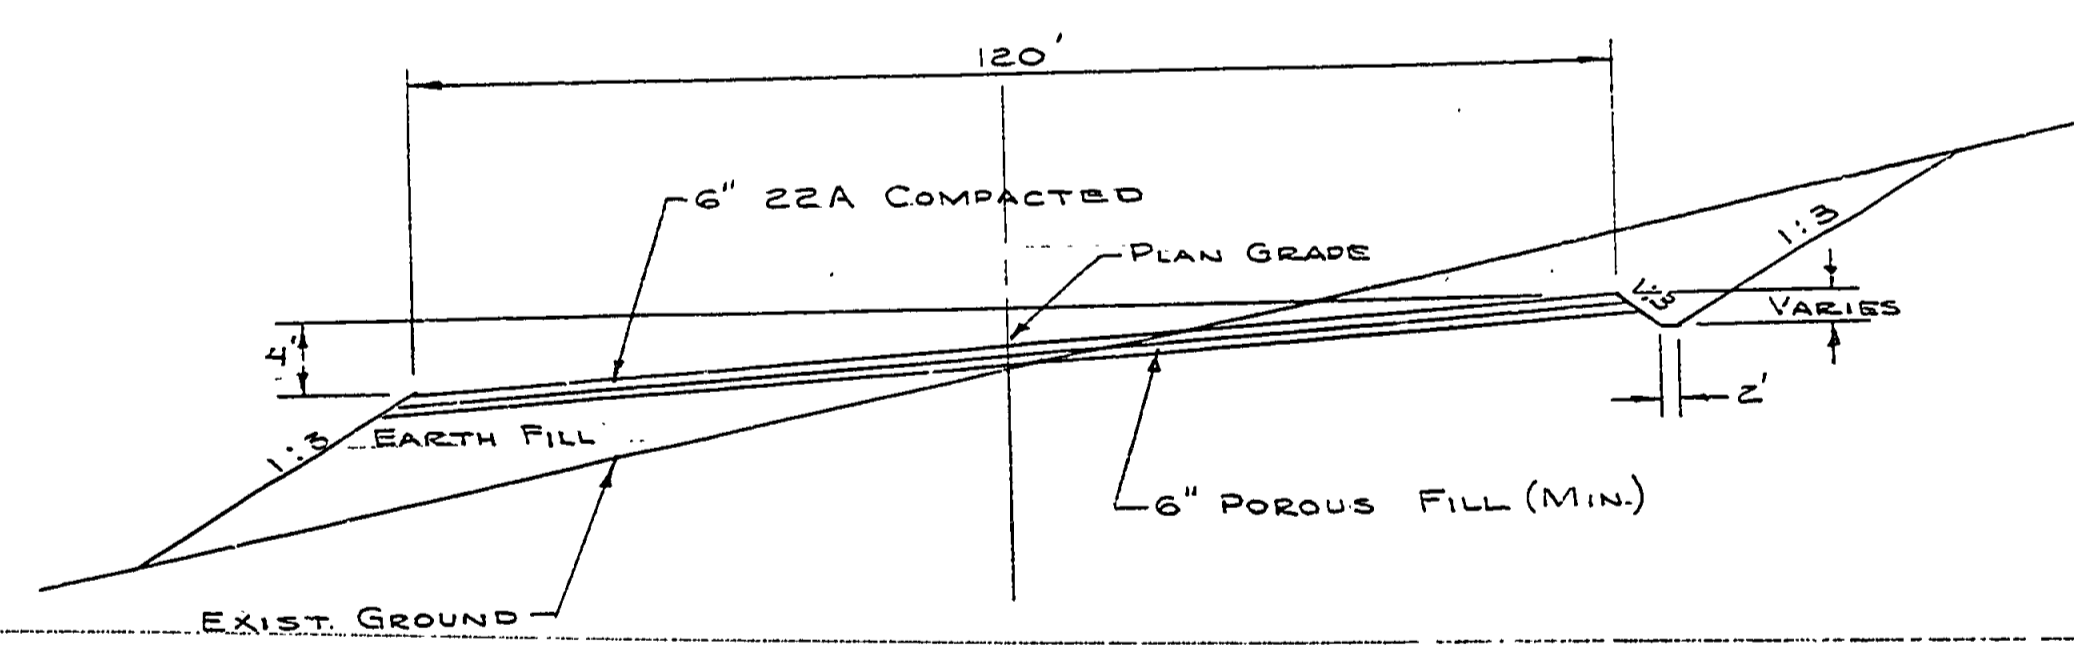 120'
6" 22A COMPACTED
PLAN GRADE
1:3
1:3
VARIES
4'
2'
EARTH FILL
1:3
6" POROUS FILL (MIN.)
EXIST. GROUND